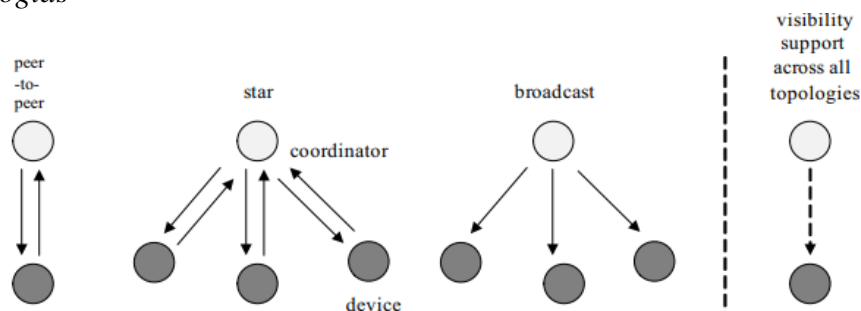 peer
-to-
peer
star
coordinator
device
broadcast
visibility
support
across all
topologies